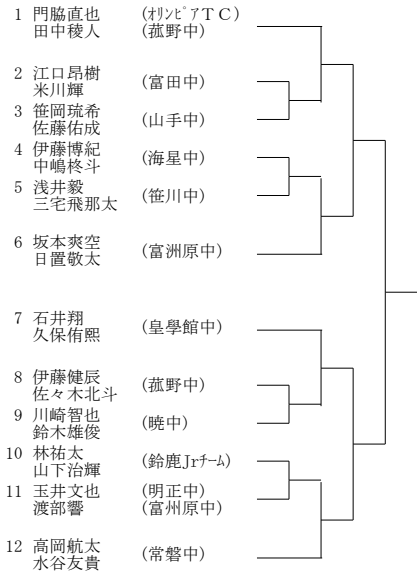 1 門脇直也 (ｵﾘﾝﾋﾟｱＴＣ)
田中稜人 (菰野中)
2 江口昂樹 (富田中)
米川輝
3 笹岡琉希 (山手中)
佐藤佑成
4 伊藤博紀 (海星中)
中嶋柊斗
5 浅井毅 (笹川中)
三宅飛那太
6 坂本爽空 (富洲原中)
日置敬太
7 石井翔 (皇學館中)
久保侑熙
8 伊藤健辰 (菰野中)
佐々木北斗
9 川崎智也 (暁中)
鈴木雄俊
10 林祐太 (鈴鹿Jrﾁｰﾑ)
山下治輝
11 玉井文也 (明正中)
渡部響 (富州原中)
12 高岡航太 (常磐中)
水谷友貴